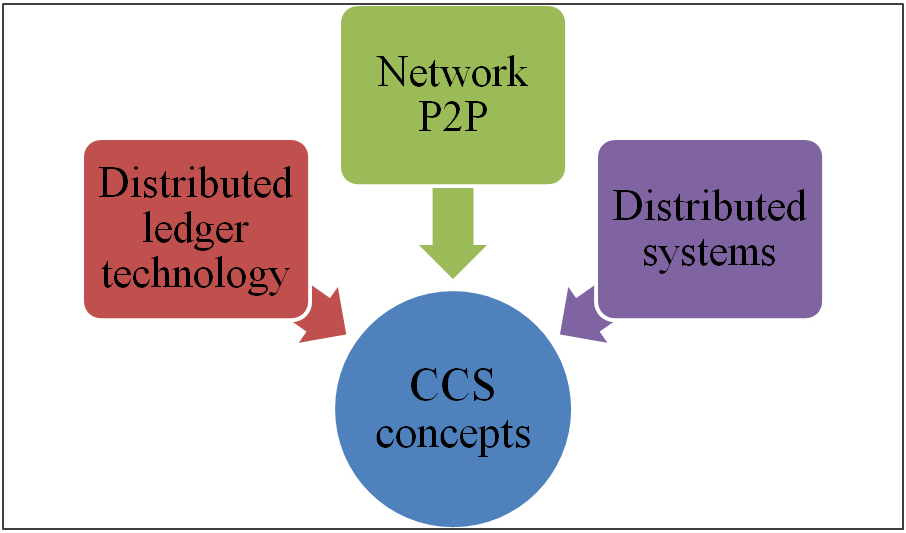 Network
P2P
Distributed
ledger
technology
Distributed
systems
CCS
concepts